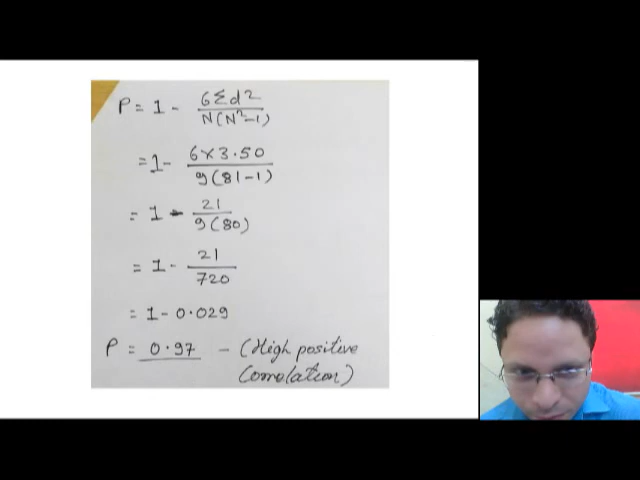 P = 1 - 6Σd² / N(N²-1)
= 1 - 6×3.50 / 9(81-1)
= 1 - 21 / 9(80)
= 1 - 21 / 720
= 1 - 0.029
P = 0.97 - (High positive
Correlation)